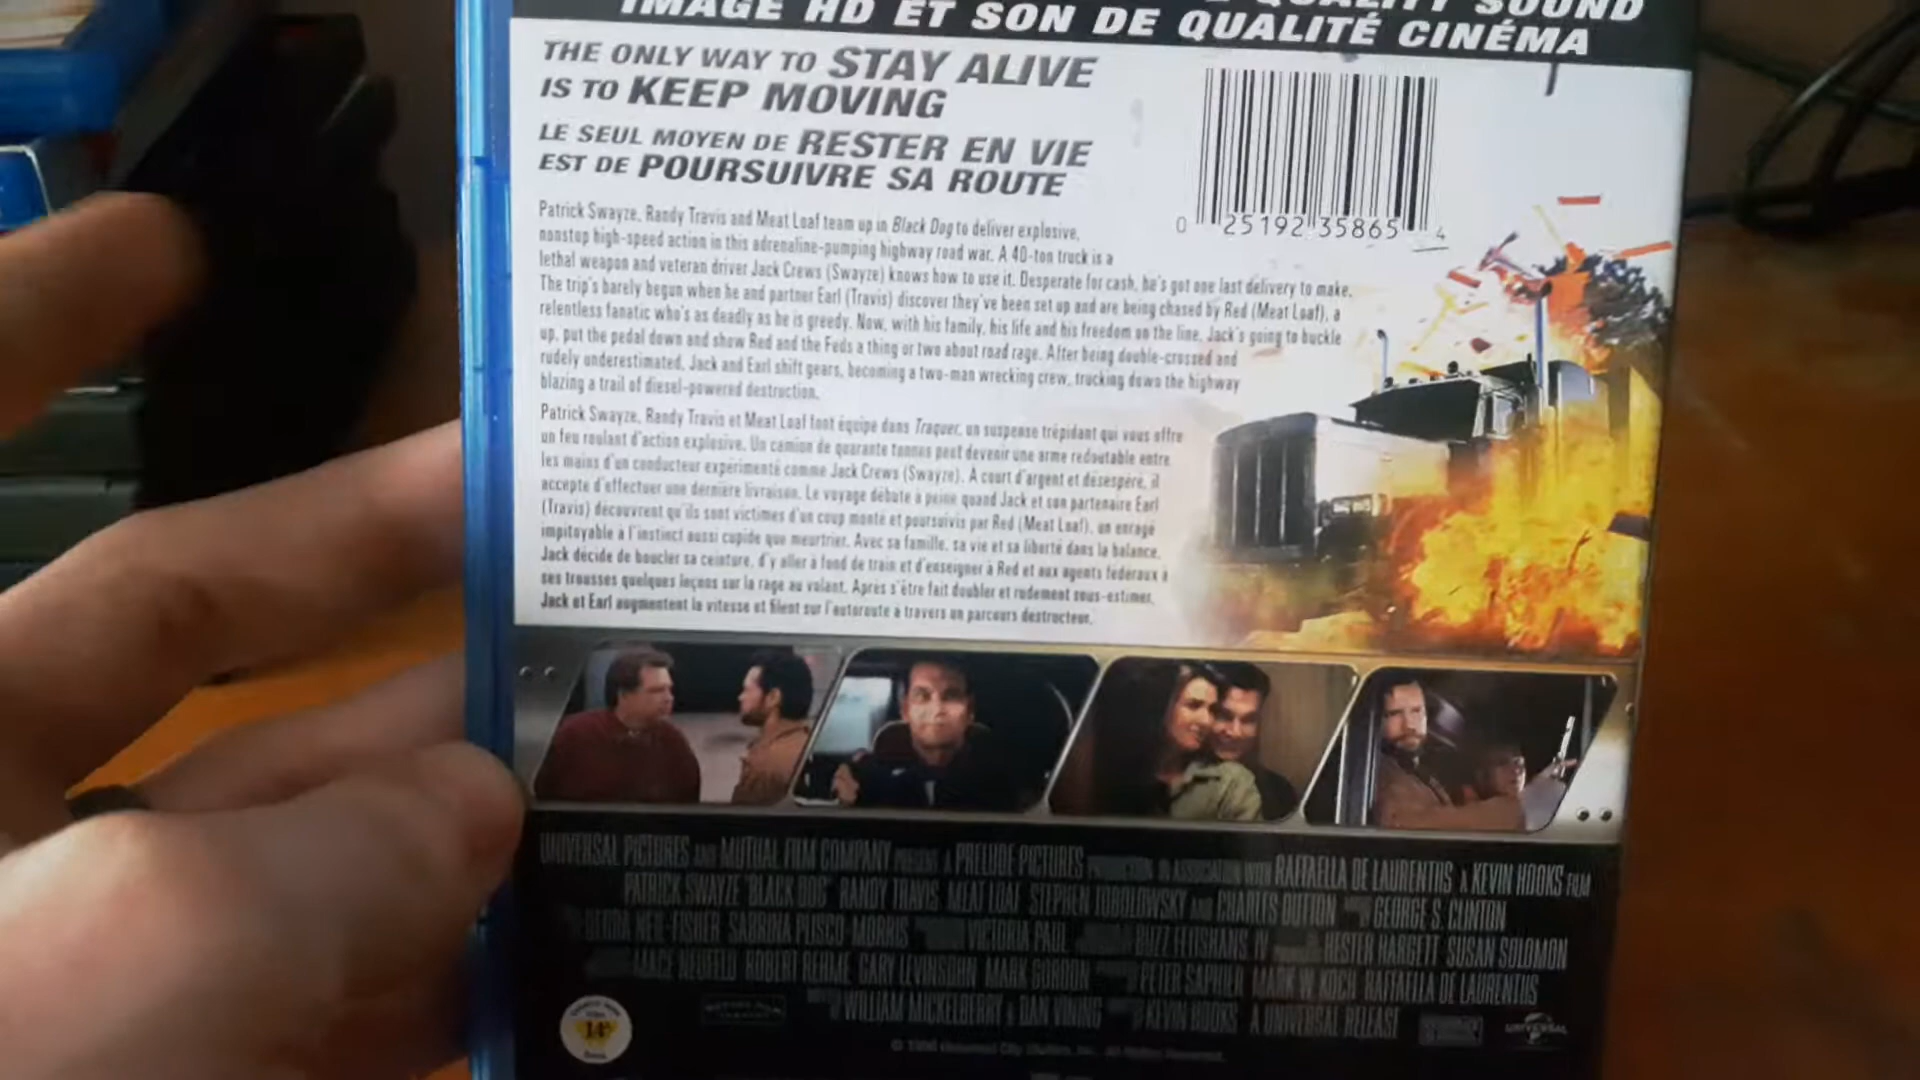 QUALITY SOUND
IMAGE HD ET SON DE QUALITÉ CINÉMA
THE ONLY WAY TO STAY ALIVE
IS TO KEEP MOVING
LE SEUL MOYEN DE RESTER EN VIE
EST DE POURSUIVRE SA ROUTE
0 25192 35865 4
Patrick Swayze, Randy Travis and Meat Loaf team up in Black Dog to deliver explosive,
nonstop high-speed action in this adrenaline-pumping highway road war. A 40-ton truck is a
lethal weapon and veteran driver Jack Crews (Swayze) knows how to use it. Desperate for cash, he's got one last delivery to make.
The trip's barely begun when he and partner Earl (Travis) discover they've been set up and are being chased by Red (Meat Loaf), a
relentless fanatic who's as deadly as he is greedy. Now, with his family, his life and his freedom on the line, Jack's going to buckle
up, put the pedal down and show Red and the Feds a thing or two about road rage. After being double-crossed and
rudely underestimated, Jack and Earl shift gears, becoming a two-man wrecking crew, trucking down the highway
blazing a trail of diesel-powered destruction.
Patrick Swayze, Randy Travis et Meat Loaf font équipe dans Traquer, un suspense trépidant qui vous offre
un feu roulant d'action explosive. Un camion de quarante tonnes peut devenir une arme redoutable entre
les mains d'un conducteur expérimenté comme Jack Crews (Swayze). À court d'argent et désespéré, il
accepte d'effectuer une dernière livraison. Le voyage débute à peine quand Jack et son partenaire Earl
(Travis) découvrent qu'ils sont victimes d'un coup monté et poursuivis par Red (Meat Loaf), un enragé
impitoyable à l'instinct aussi cupide que meurtrier. Avec sa famille, sa vie et sa liberté dans la balance,
Jack décide de boucler sa ceinture, d'y aller à fond de train et d'enseigner à Red et aux agents fédéraux à
ses trousses quelques leçons sur la rage au volant. Après s'être fait doubler et rudement sous-estimer,
Jack et Earl augmentent la vitesse et filent sur l'autoroute à travers un parcours destructeur.
UNIVERSAL PICTURES AND MUTUAL FILM COMPANY PRESENT A PRELUDE PICTURES PRODUCTION IN ASSOCIATION WITH RAFFAELLA DE LAURENTIIS A KEVIN HOOKS FILM
PATRICK SWAYZE "BLACK DOG" RANDY TRAVIS MEAT LOAF STEPHEN TOBOLOWSKY AND CHARLES DUTTON GEORGE S. CLINTON
SABRINA PLISCO-MORRIS VICTORIA PAUL BUZZ FEITSHANS IV HESTER HARGETT SUSAN SOLOMON
MACE NEUFELD ROBERT REHME GARY LEVINSOHN MARK GORDON PETER SAPHIER MARK W. KOCH RAFFAELLA DE LAURENTIIS
WILLIAM MICKELBERRY & DAN VINING KEVIN HOOKS A UNIVERSAL RELEASE
14
UNIVERSAL